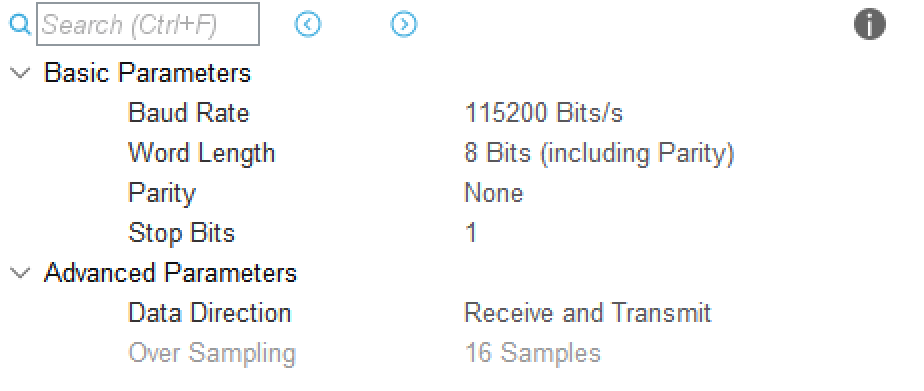 Search (Ctrl+F)
Basic Parameters
Baud Rate 115200 Bits/s
Word Length 8 Bits (including Parity)
Parity None
Stop Bits 1
Advanced Parameters
Data Direction Receive and Transmit
Over Sampling 16 Samples